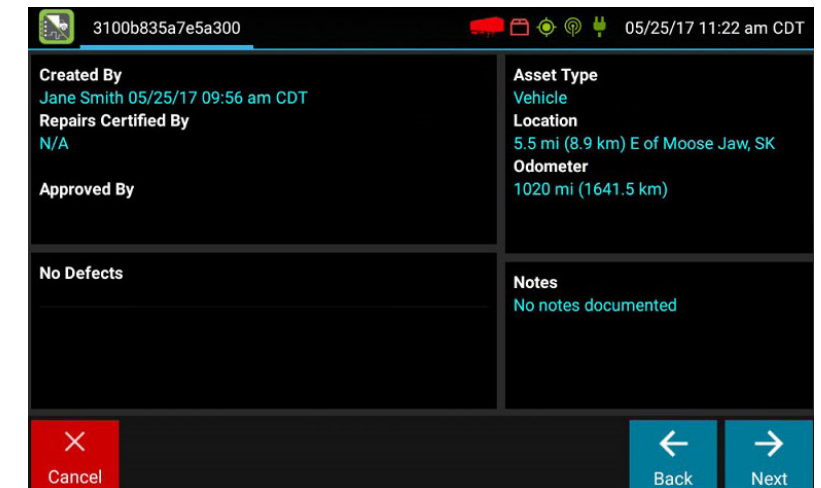 3100b835a7e5a300
05/25/17 11:22 am CDT
Created By
Jane Smith 05/25/17 09:56 am CDT
Repairs Certified By
N/A
Approved By
Asset Type
Vehicle
Location
5.5 mi (8.9 km) E of Moose Jaw, SK
Odometer
1020 mi (1641.5 km)
No Defects
Notes
No notes documented
Cancel
Back
Next